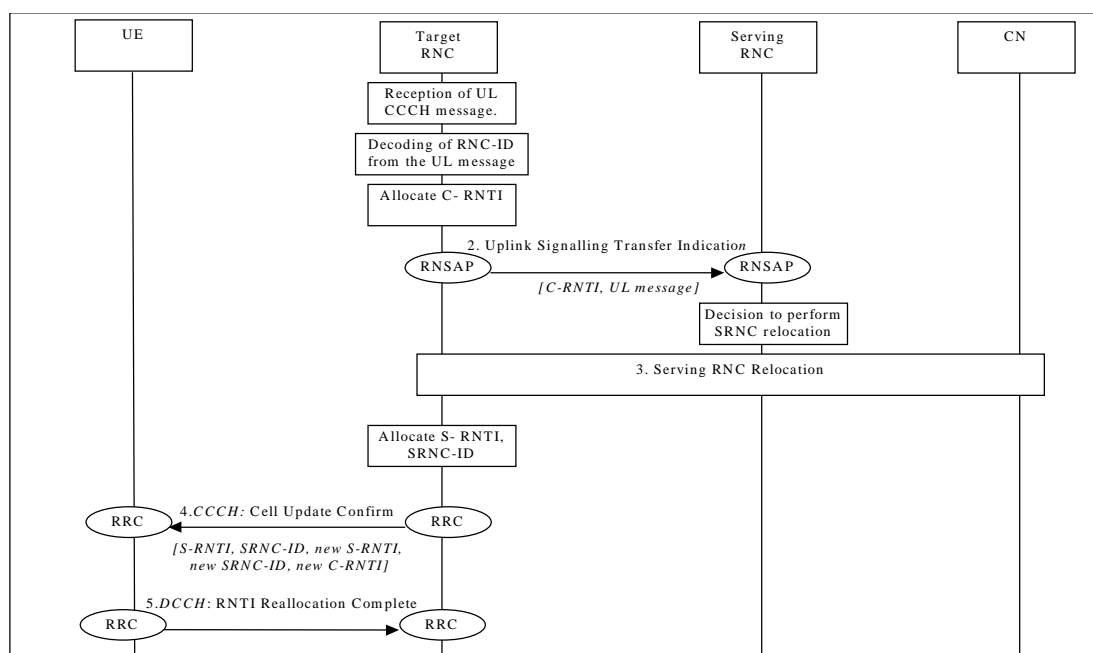 UE
Target
RNC
Serving
RNC
CN
Reception of UL
CCCH message.
Decoding of RNC-ID
from the UL message
Allocate C- RNTI
2. Uplink Signalling Transfer Indication
RNSAP
RNSAP
[C-RNTI, UL message]
Decision to perform
SRNC relocation
3. Serving RNC Relocation
Allocate S- RNTI,
SRNC-ID
4.CCCH: Cell Update Confirm
RRC
RRC
[S-RNTI, SRNC-ID, new S-RNTI,
new SRNC-ID, new C-RNTI]
5.DCCH: RNTI Reallocation Complete
RRC
RRC